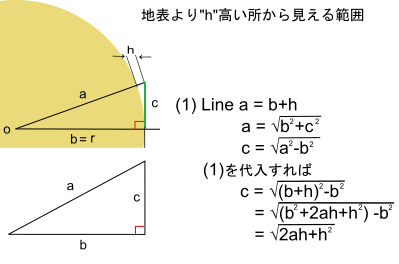 地表より"h"高い所から見える範囲
h
a
c
o
b = r
(1) Line a = b+h
a = √b²+c²
c = √a²-b²
(1)を代入すれば
c = √(b+h)²-b²
= √(b²+2ah+h²) -b²
= √2ah+h²
a
c
b